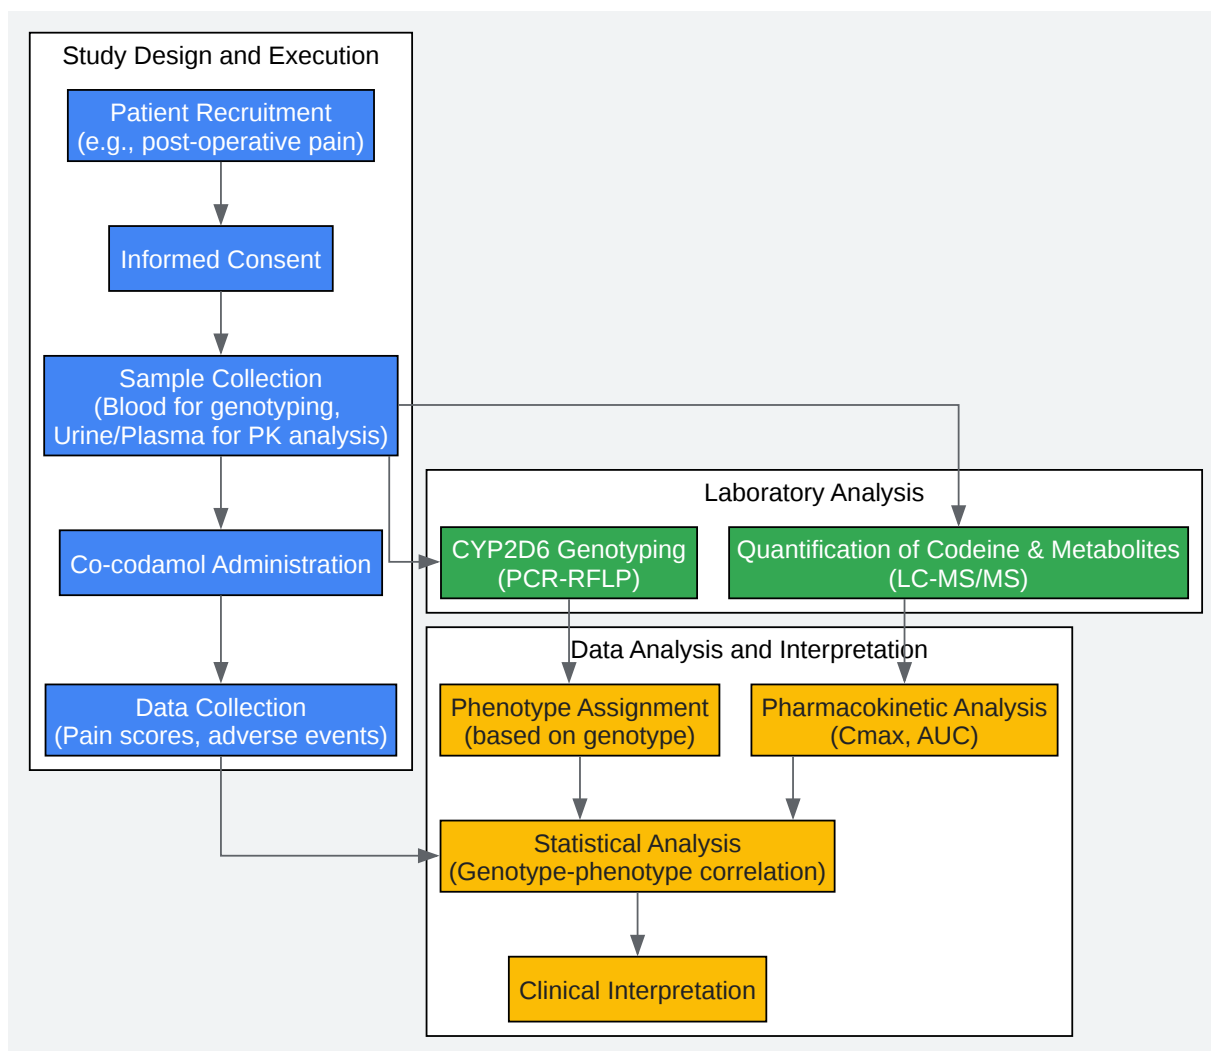 Study Design and Execution
Patient Recruitment
(e.g., post-operative pain)
Informed Consent
Sample Collection
(Blood for genotyping,
Urine/Plasma for PK analysis)
Co-codamol Administration
Data Collection
(Pain scores, adverse events)
Laboratory Analysis
CYP2D6 Genotyping
(PCR-RFLP)
Quantification of Codeine & Metabolites
(LC-MS/MS)
Data Analysis and Interpretation
Phenotype Assignment
(based on genotype)
Pharmacokinetic Analysis
(Cmax, AUC)
Statistical Analysis
(Genotype-phenotype correlation)
Clinical Interpretation